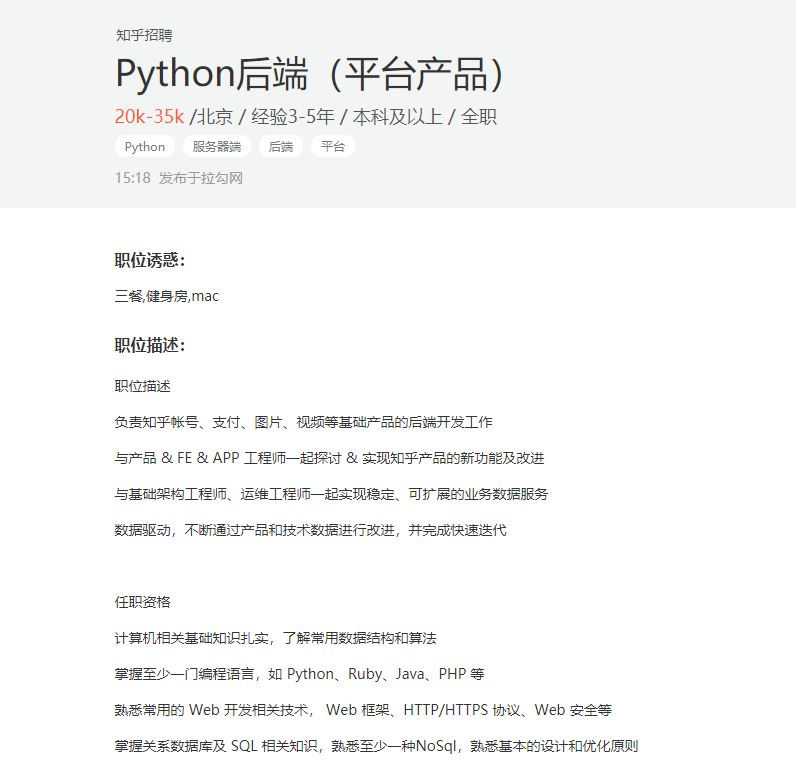 知乎招聘
Python后端（平台产品）
20k-35k /北京 / 经验3-5年 / 本科及以上 / 全职
Python 服务器端 后端 平台
15:18 发布于拉勾网
职位诱惑：
三餐,健身房,mac
职位描述：
职位描述
负责知乎帐号、支付、图片、视频等基础产品的后端开发工作
与产品 & FE & APP 工程师一起探讨 & 实现知乎产品的新功能及改进
与基础架构工程师、运维工程师一起实现稳定、可扩展的业务数据服务
数据驱动，不断通过产品和技术数据进行改进，并完成快速迭代
任职资格
计算机相关基础知识扎实，了解常用数据结构和算法
掌握至少一门编程语言，如 Python、Ruby、Java、PHP 等
熟悉常用的 Web 开发相关技术， Web 框架、HTTP/HTTPS 协议、Web 安全等
掌握关系数据库及 SQL 相关知识，熟悉至少一种NoSql，熟悉基本的设计和优化原则